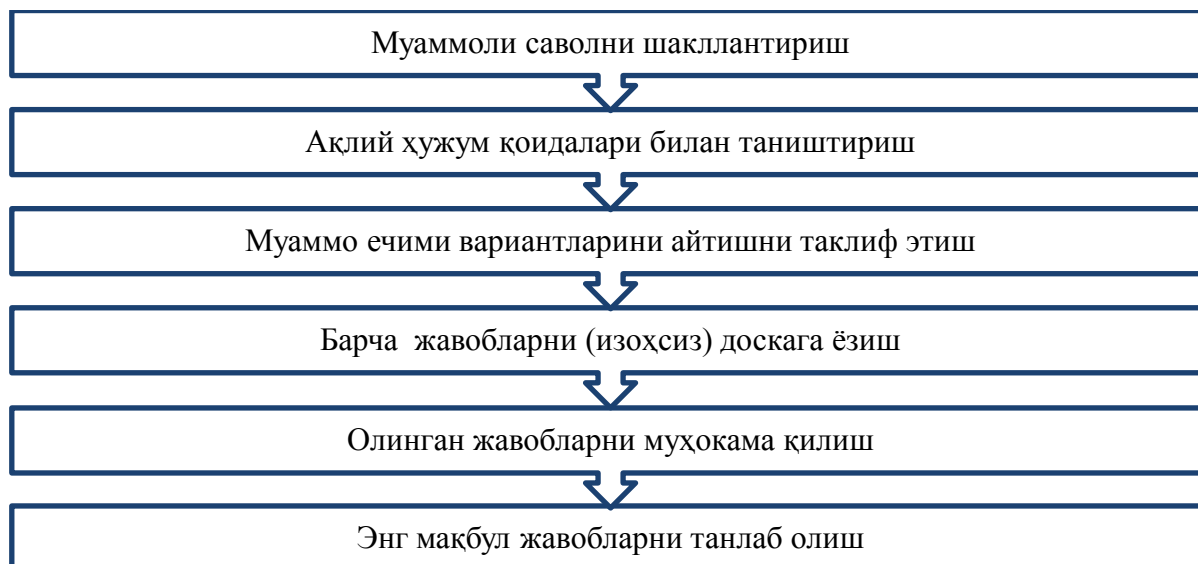 Муаммоли саволни шакллантириш
Ақлий ҳужум қоидалари билан таништириш
Муаммо ечими вариантларини айтишни таклиф этиш
Барча жавобларни (изоҳсиз) доскага ёзиш
Олинган жавобларни муҳокама қилиш
Энг мақбул жавобларни танлаб олиш